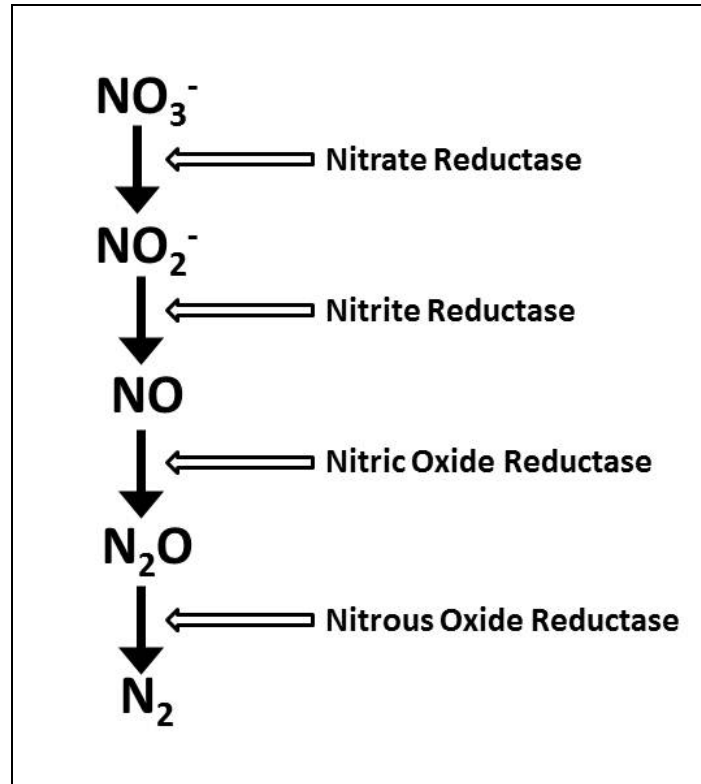 NO₃⁻
Nitrate Reductase
NO₂⁻
Nitrite Reductase
NO
Nitric Oxide Reductase
N₂O
Nitrous Oxide Reductase
N₂